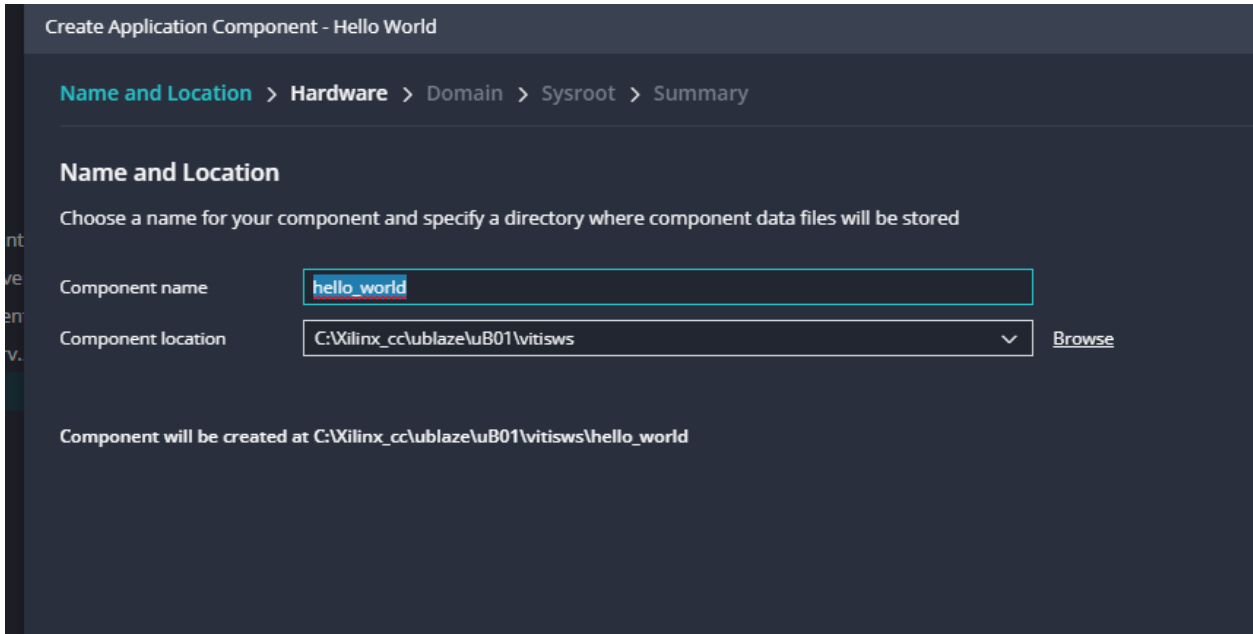 Create Application Component - Hello World
Name and Location > Hardware > Domain > Sysroot > Summary
Name and Location
Choose a name for your component and specify a directory where component data files will be stored
Component name hello_world
Component location C:\Xilinx_cc\ublaze\uB01\vitisws Browse
Component will be created at C:\Xilinx_cc\ublaze\uB01\vitisws\hello_world